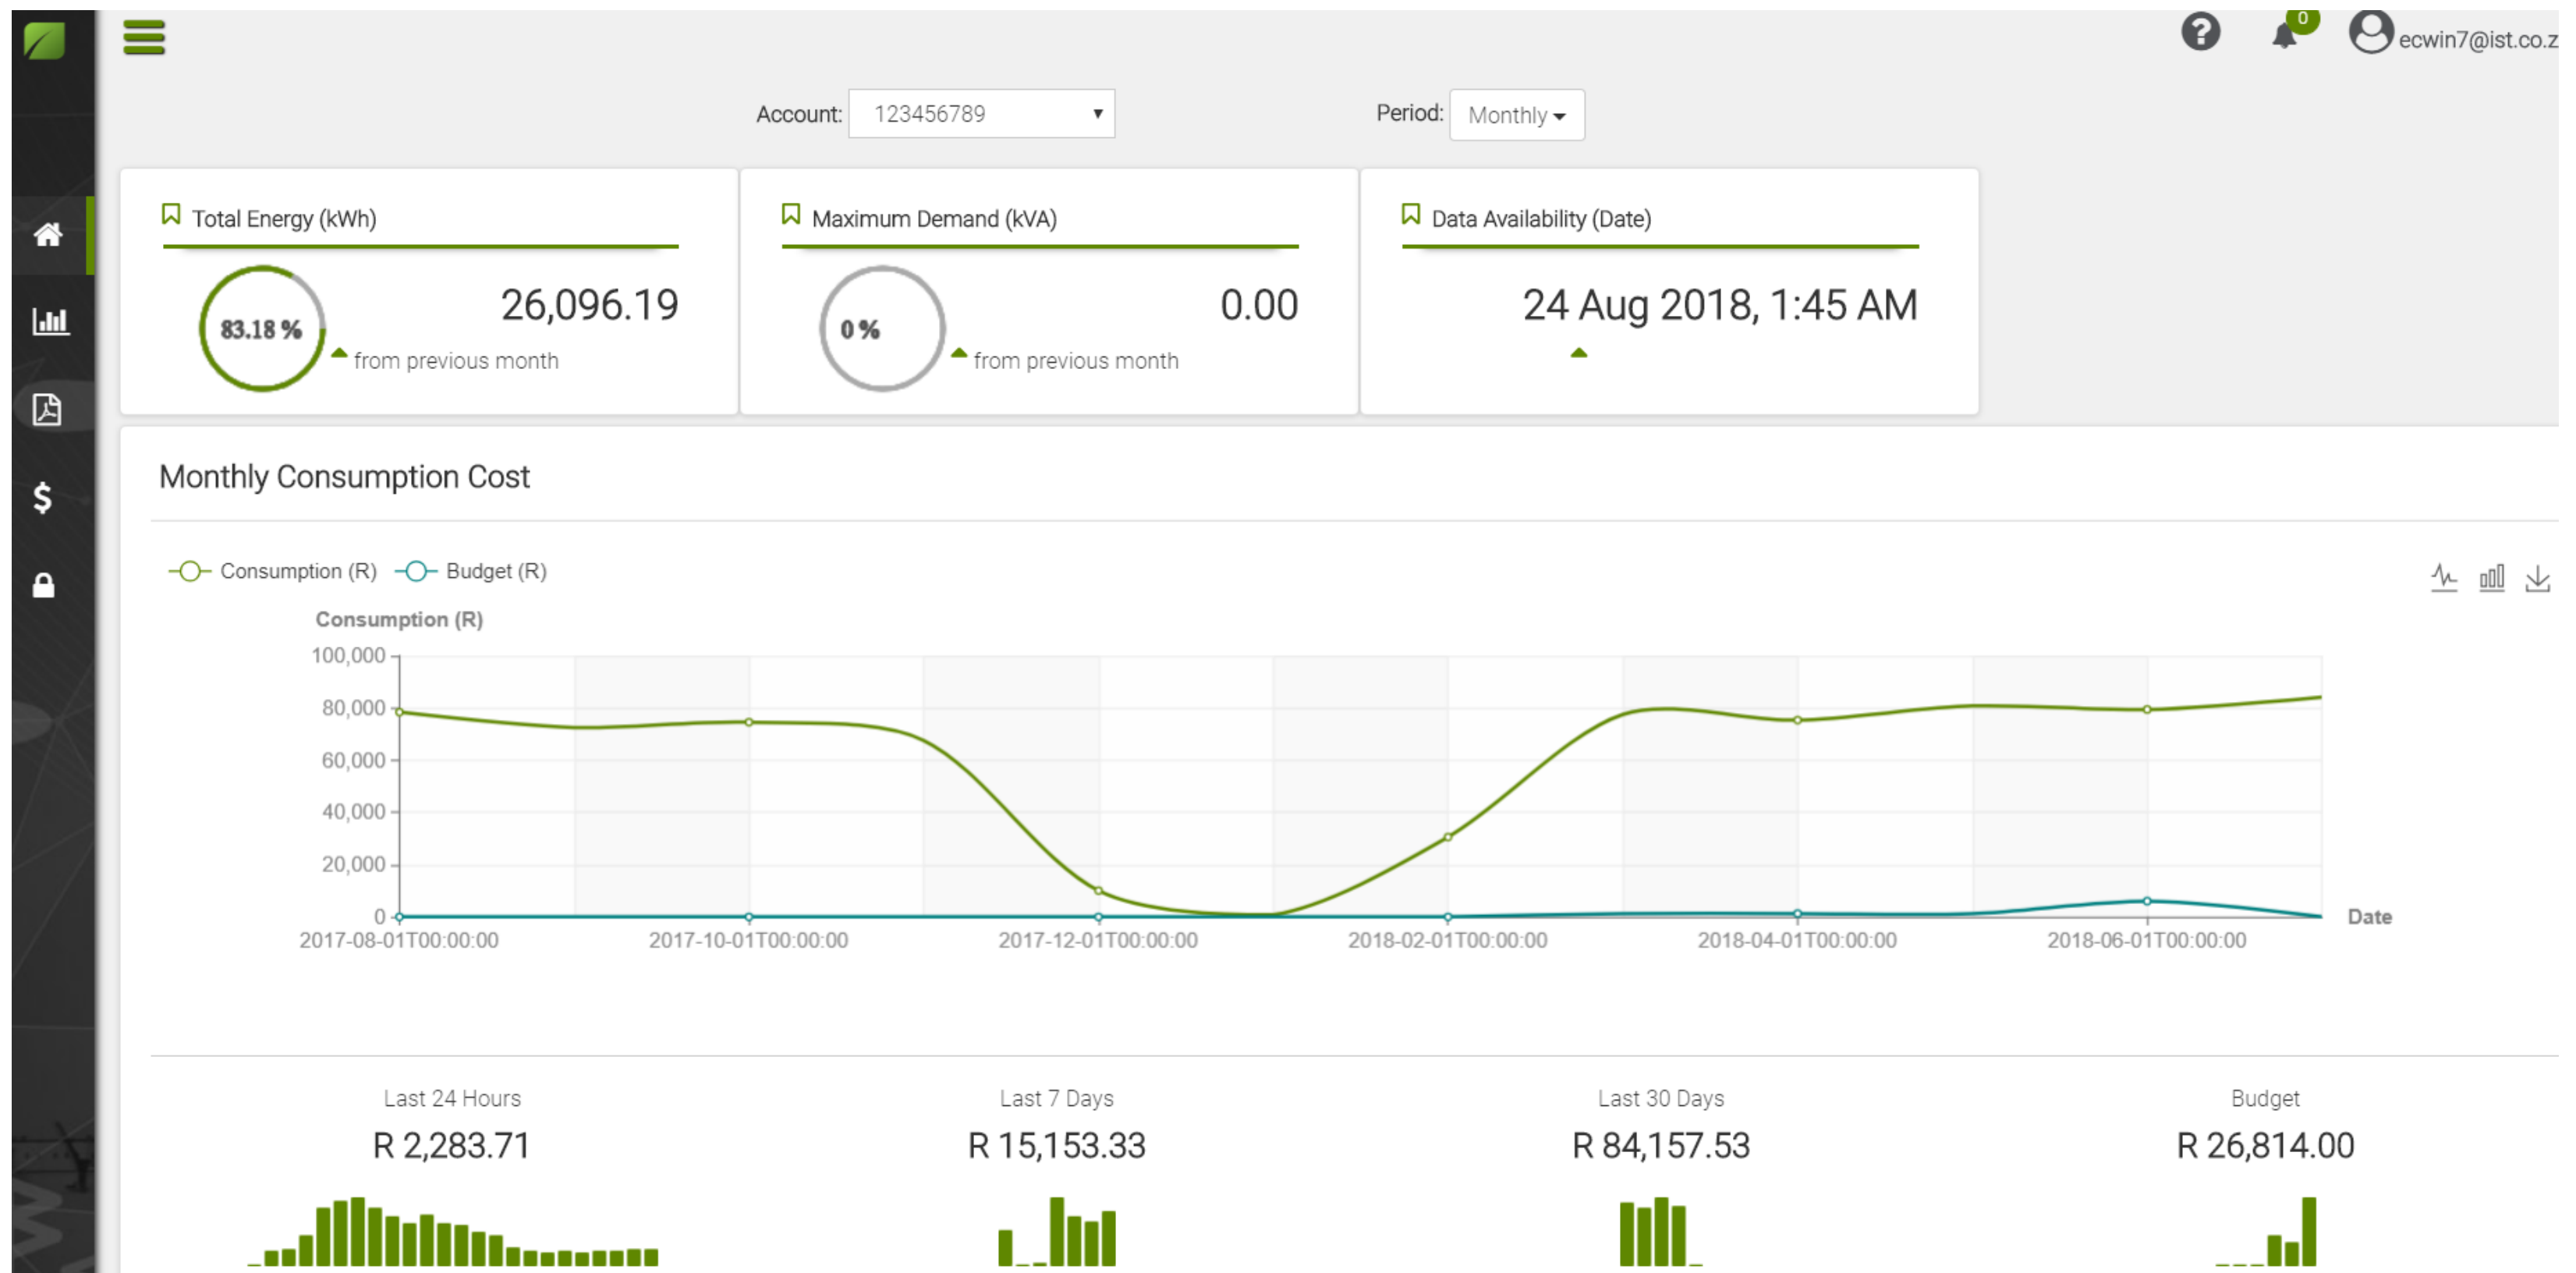 0
ecwin7@ist.co.z
Account: 123456789
Period: Monthly
Total Energy (kWh)
83.18 %
26,096.19
from previous month
Maximum Demand (kVA)
0 %
0.00
from previous month
Data Availability (Date)
24 Aug 2018, 1:45 AM
Monthly Consumption Cost
Consumption (R) Budget (R)
Consumption (R)
100,000
80,000
60,000
40,000
20,000
0
Date
2017-08-01T00:00:00 2017-10-01T00:00:00 2017-12-01T00:00:00 2018-02-01T00:00:00 2018-04-01T00:00:00 2018-06-01T00:00:00
Last 24 Hours
R 2,283.71
Last 7 Days
R 15,153.33
Last 30 Days
R 84,157.53
Budget
R 26,814.00